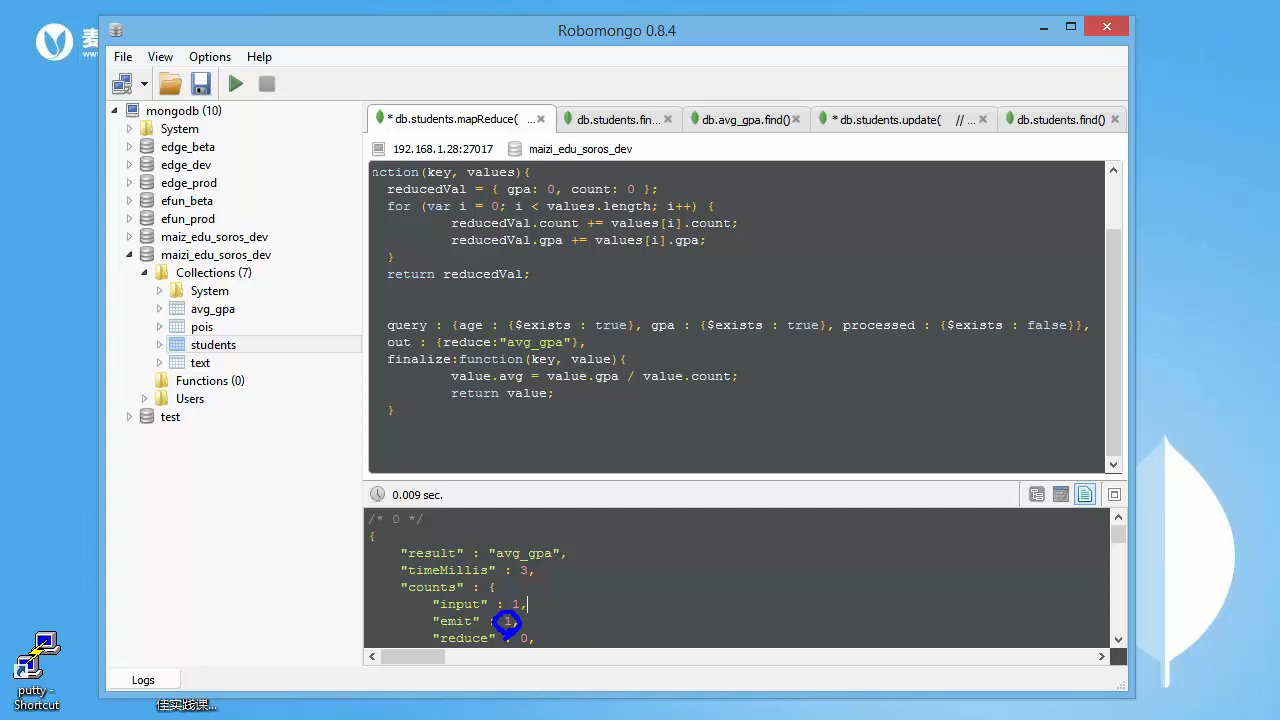 麦
www
Robomongo 0.8.4
File View Options Help
mongodb (10)
System
edge_beta
edge_dev
edge_prod
efun_beta
efun_prod
maiz_edu_soros_dev
maizi_edu_soros_dev
Collections (7)
System
avg_gpa
pois
students
text
Functions (0)
Users
test
* db.students.mapReduce( ...
db.students.fin...
db.avg_gpa.find()
* db.students.update( // ...
db.students.find()
192.168.1.28:27017 maizi_edu_soros_dev
nction(key, values){
reducedVal = { gpa: 0, count: 0 };
for (var i = 0; i < values.length; i++) {
reducedVal.count += values[i].count;
reducedVal.gpa += values[i].gpa;
}
return reducedVal;
query : {age : {$exists : true}, gpa : {$exists : true}, processed : {$exists : false}},
out : {reduce:"avg_gpa"},
finalize:function(key, value){
value.avg = value.gpa / value.count;
return value;
}
0.009 sec.
/* 0 */
{
"result" : "avg_gpa",
"timeMillis" : 3,
"counts" : {
"input" : 1,
"emit" : 1,
"reduce" : 0,
Logs
putty -
Shortcut
佳实践课...